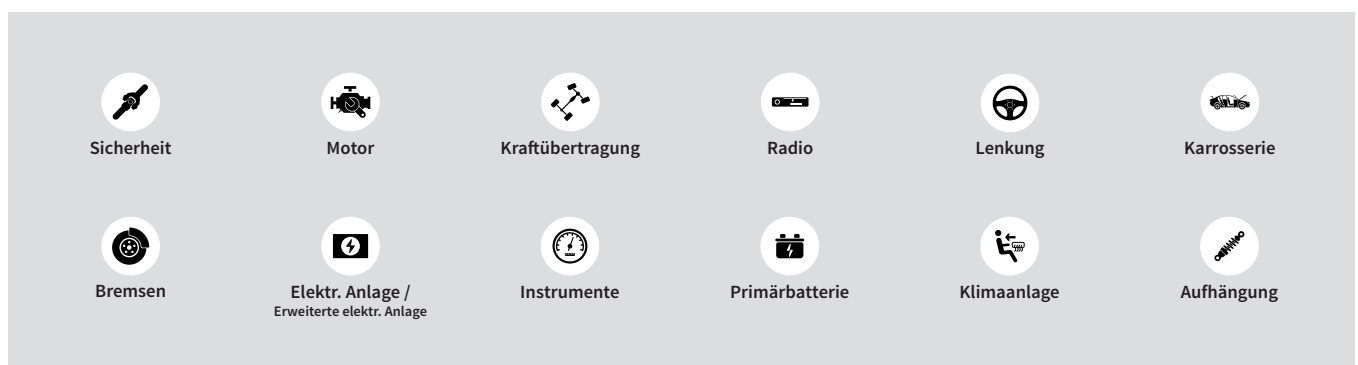 Sicherheit
Motor
Kraftübertragung
Radio
Lenkung
Karrosserie
Bremsen
Elektr. Anlage /
Erweiterte elektr. Anlage
Instrumente
Primärbatterie
Klimaanlage
Aufhängung